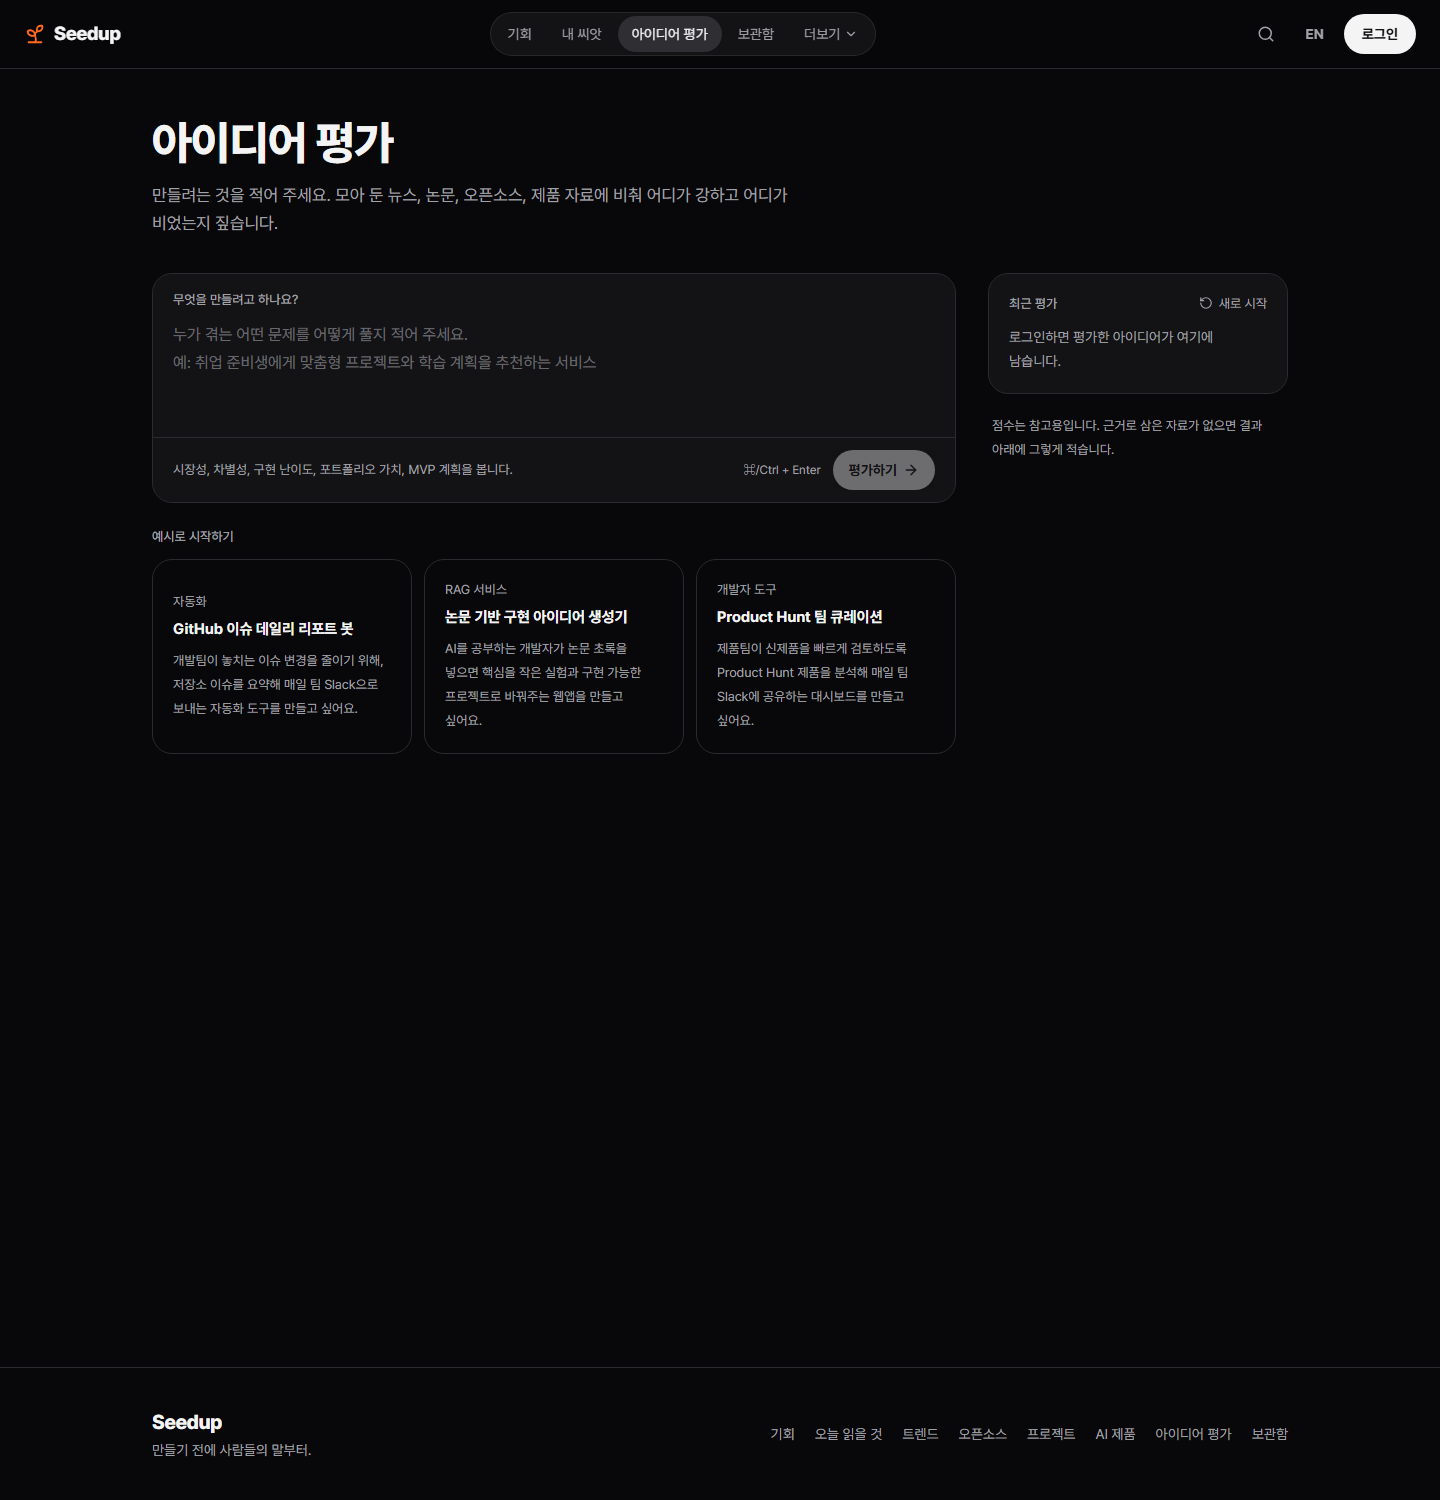 Seedup
기회
내 씨앗
아이디어 평가
보관함
더보기
EN
로그인
아이디어 평가
만들려는 것을 적어 주세요. 모아 둔 뉴스, 논문, 오픈소스, 제품 자료에 비춰 어디가 강하고 어디가
비었는지 짚습니다.
무엇을 만들려고 하나요?
누가 겪는 어떤 문제를 어떻게 풀지 적어 주세요.
예: 취업 준비생에게 맞춤형 프로젝트와 학습 계획을 추천하는 서비스
시장성, 차별성, 구현 난이도, 포트폴리오 가치, MVP 계획을 봅니다.
⌘/Ctrl + Enter
평가하기
최근 평가
새로 시작
로그인하면 평가한 아이디어가 여기에
남습니다.
점수는 참고용입니다. 근거로 삼은 자료가 없으면 결과
아래에 그렇게 적습니다.
예시로 시작하기
자동화
GitHub 이슈 데일리 리포트 봇
개발팀이 놓치는 이슈 변경을 줄이기 위해,
저장소 이슈를 요약해 매일 팀 Slack으로
보내는 자동화 도구를 만들고 싶어요.
RAG 서비스
논문 기반 구현 아이디어 생성기
AI를 공부하는 개발자가 논문 초록을
넣으면 핵심을 작은 실험과 구현 가능한
프로젝트로 바꿔주는 웹앱을 만들고
싶어요.
개발자 도구
Product Hunt 팀 큐레이션
제품팀이 신제품을 빠르게 검토하도록
Product Hunt 제품을 분석해 매일 팀
Slack에 공유하는 대시보드를 만들고
싶어요.
Seedup
만들기 전에 사람들의 말부터.
기회
오늘 읽을 것
트렌드
오픈소스
프로젝트
AI 제품
아이디어 평가
보관함